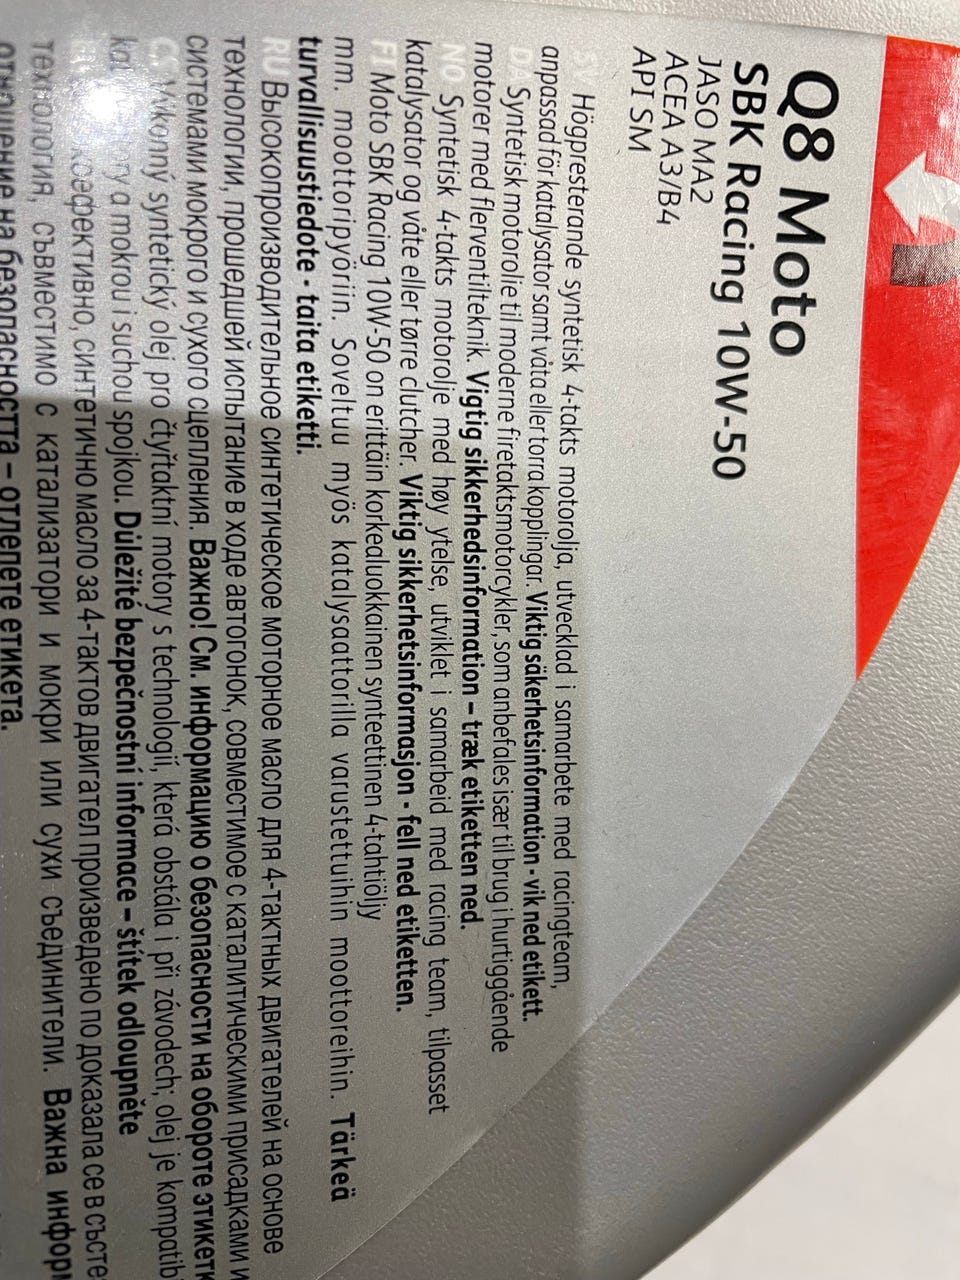 Q8 Moto
SBK Racing 10W-50
JASO MA2
ACEA A3/B4
API SM
SV Högpresterande syntetisk 4-takts motorolja, utvecklad i samarbete med racingteam,
anpassad för katalysator samt våta eller torra kopplingar. Viktig säkerhetsinformation - vik ned etikett.
DA Syntetisk motorolie til moderne firetaktsmotorcykler, som anbefales især til brug i hurtiggående
motorer med flerventilteknik. Vigtig sikkerhedsinformation – træk etiketten ned.
NO Syntetisk 4-takts motorolje med høy ytelse, utviklet i samarbeid med racing team, tilpasset
katalysator og våte eller tørre clutcher. Viktig sikkerhetsinformasjon - fell ned etiketten.
FI Moto SBK Racing 10W-50 on erittäin korkealuokkainen synteettinen 4-tahtiöljy
mm. moottoripyöriin. Soveltuu myös katalysaattorilla varustettuihin moottoreihin. Tärkeä
turvallisuustiedote - taita etiketti.
RU Высокопроизводительное синтетическое моторное масло для 4-тактных двигателей на основе
технологии, прошедшей испытание в ходе автогонок, совместимое с каталитическими присадками и
системами мокрого и сухого сцепления. Важно! См. информацию о безопасности на обороте этикетк
CS Výkonný syntetický olej pro čtyřtaktní motory s technologií, která obstála i při závodech; olej je kompatib
a mokrou i suchou spojkou. Důležité bezpečnostní informace – štítek odloupněte
синтетично масло за 4-тактов двигател произведено по доказала се в състе
технология, съвместимо с катализатори и мокри или сухи съединители. Важна информ
отношение на безопасността – отлепете етикета.